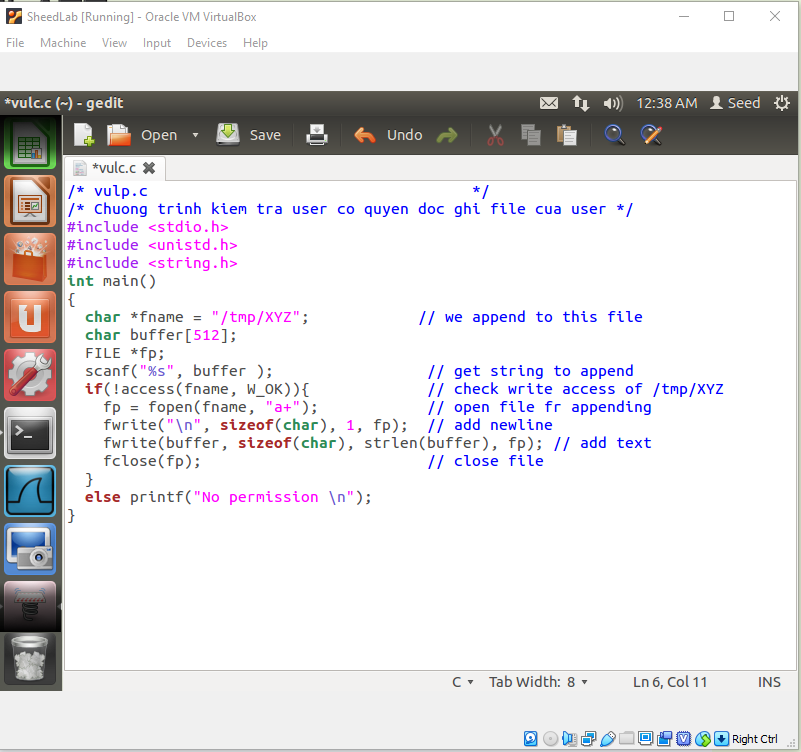 SheedLab [Running] - Oracle VM VirtualBox
File Machine View Input Devices Help
*vulc.c (~) - gedit 12:38 AM Seed
Open Save Undo
*vulc.c
/* vulp.c */
/* Chuong trinh kiem tra user co quyen doc ghi file cua user */
#include <stdio.h>
#include <unistd.h>
#include <string.h>
int main()
{
char *fname = "/tmp/XYZ"; // we append to this file
char buffer[512];
FILE *fp;
scanf("%s", buffer ); // get string to append
if(!access(fname, W_OK)){ // check write access of /tmp/XYZ
fp = fopen(fname, "a+"); // open file fr appending
fwrite("\n", sizeof(char), 1, fp); // add newline
fwrite(buffer, sizeof(char), strlen(buffer), fp); // add text
fclose(fp); // close file
}
else printf("No permission \n");
}
C Tab Width: 8 Ln 6, Col 11 INS
Right Ctrl